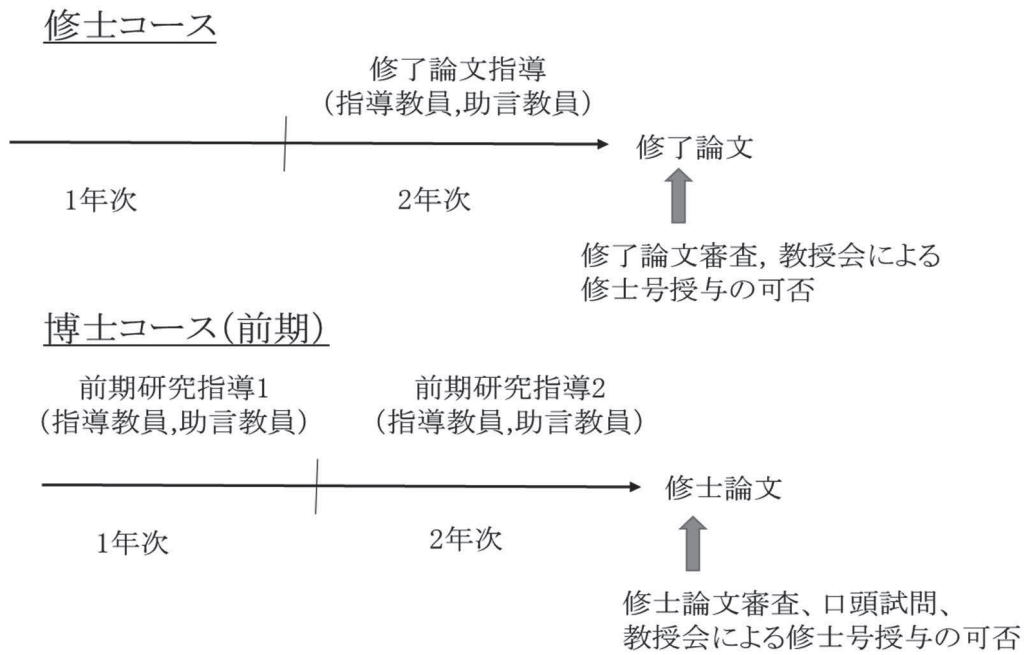 修士コース
修了論文指導
(指導教員,助言教員)
修了論文
1年次
2年次
修了論文審査, 教授会による
修士号授与の可否
博士コース(前期)
前期研究指導1
(指導教員,助言教員)
前期研究指導2
(指導教員,助言教員)
修士論文
1年次
2年次
修士論文審査、口頭試問、
教授会による修士号授与の可否